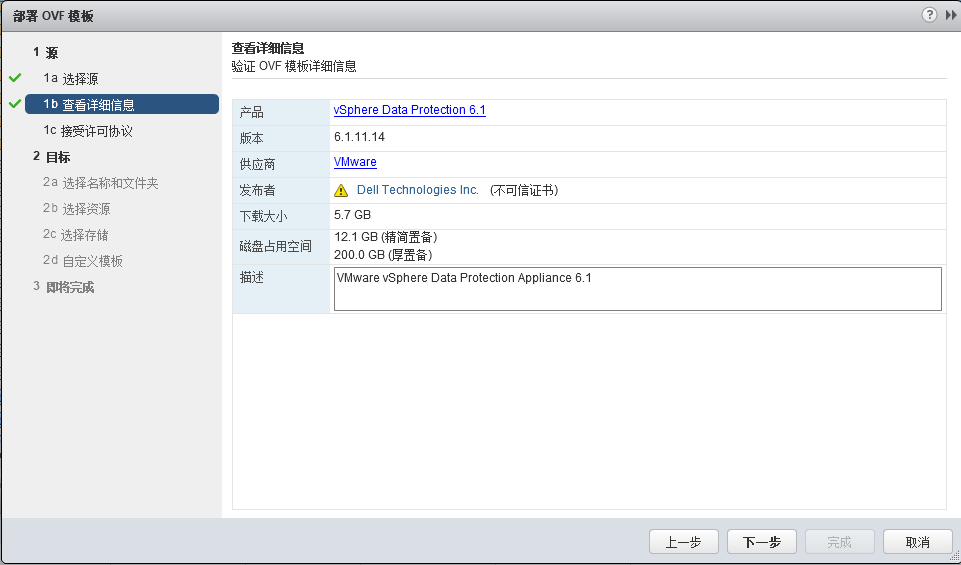 部署 OVF 模板
1 源
1a 选择源
1b 查看详细信息
1c 接受许可协议
2 目标
2a 选择名称和文件夹
2b 选择资源
2c 选择存储
2d 自定义模板
3 即将完成
查看详细信息
验证 OVF 模板详细信息
产品 vSphere Data Protection 6.1
版本 6.1.11.14
供应商 VMware
发布者 Dell Technologies Inc. (不可信证书)
下载大小 5.7 GB
磁盘占用空间 12.1 GB (精简置备)
200.0 GB (厚置备)
描述 VMware vSphere Data Protection Appliance 6.1
上一步 下一步 完成 取消